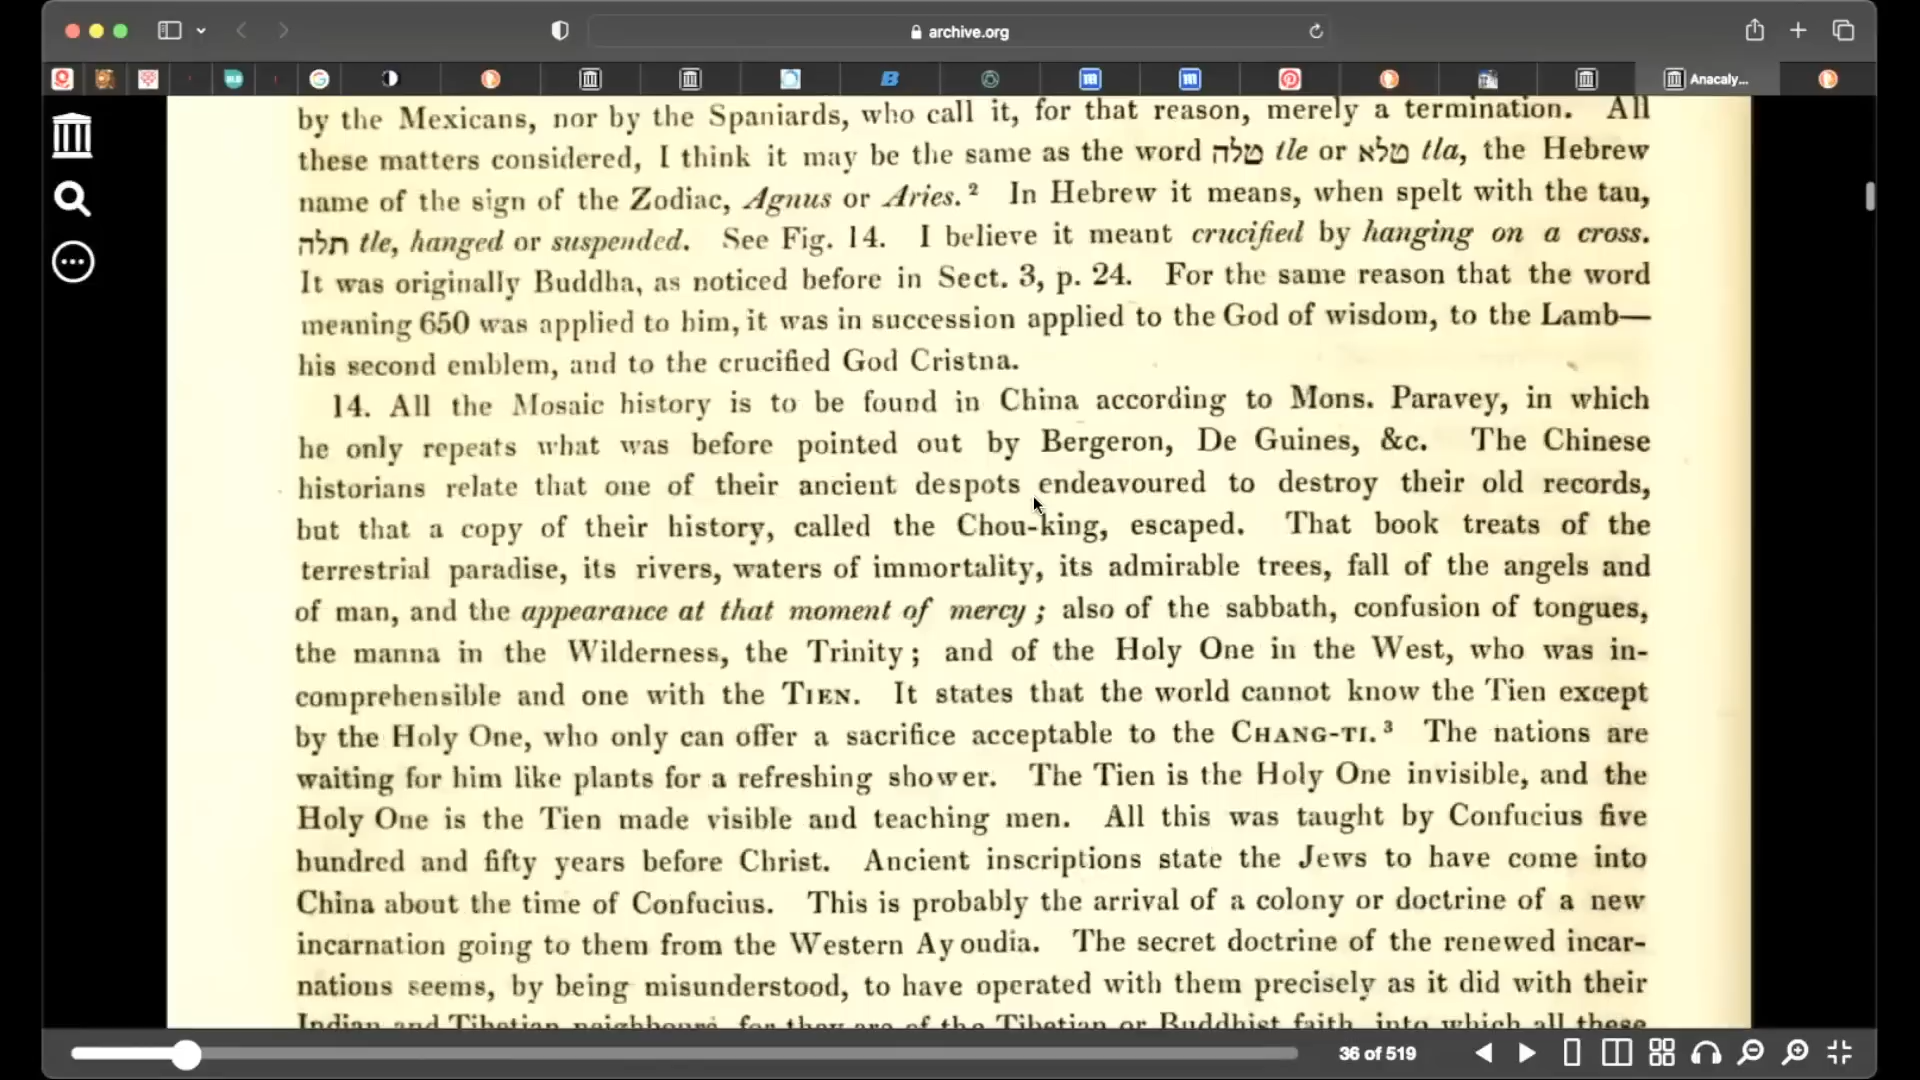 archive.org
Anacaly...
by the Mexicans, nor by the Spaniards, who call it, for that reason, merely a termination. All
these matters considered, I think it may be the same as the word טלה tle or טלא tla, the Hebrew
name of the sign of the Zodiac, Agnus or Aries.² In Hebrew it means, when spelt with the tau,
תלה tle, hanged or suspended. See Fig. 14. I believe it meant crucified by hanging on a cross.
It was originally Buddha, as noticed before in Sect. 3, p. 24. For the same reason that the word
meaning 650 was applied to him, it was in succession applied to the God of wisdom, to the Lamb—
his second emblem, and to the crucified God Cristna.
14. All the Mosaic history is to be found in China according to Mons. Paravey, in which
he only repeats what was before pointed out by Bergeron, De Guines, &c. The Chinese
historians relate that one of their ancient despots endeavoured to destroy their old records,
but that a copy of their history, called the Chou-king, escaped. That book treats of the
terrestrial paradise, its rivers, waters of immortality, its admirable trees, fall of the angels and
of man, and the appearance at that moment of mercy; also of the sabbath, confusion of tongues,
the manna in the Wilderness, the Trinity; and of the Holy One in the West, who was in-
comprehensible and one with the TIEN. It states that the world cannot know the Tien except
by the Holy One, who only can offer a sacrifice acceptable to the CHANG-TI.³ The nations are
waiting for him like plants for a refreshing shower. The Tien is the Holy One invisible, and the
Holy One is the Tien made visible and teaching men. All this was taught by Confucius five
hundred and fifty years before Christ. Ancient inscriptions state the Jews to have come into
China about the time of Confucius. This is probably the arrival of a colony or doctrine of a new
incarnation going to them from the Western Ayoudia. The secret doctrine of the renewed incar-
nations seems, by being misunderstood, to have operated with them precisely as it did with their
Indian and Tibetian neighbours, for they are of the Tibetian or Buddhist faith, into which all these
36 of 519